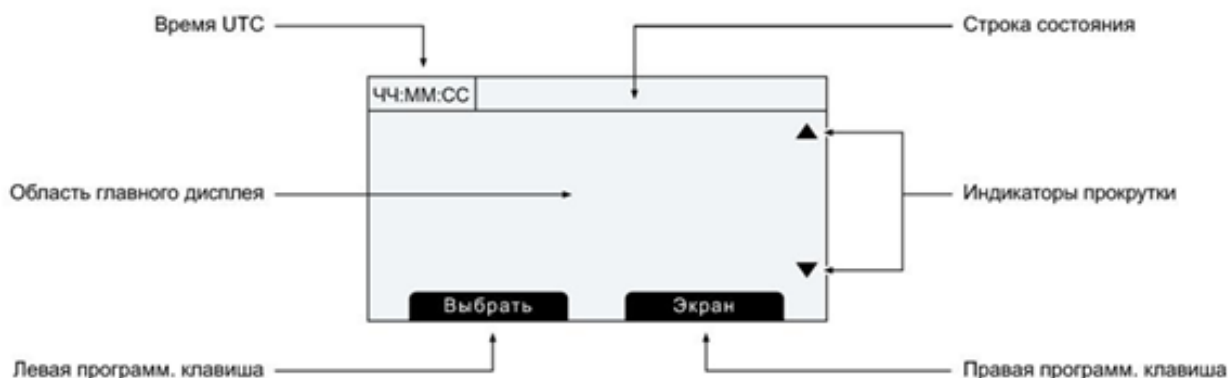 Время UTC
Строка состояния
ЧЧ:ММ:СС
Область главного дисплея
Индикаторы прокрутки
Выбрать
Экран
Левая программ. клавиша
Правая программ. клавиша